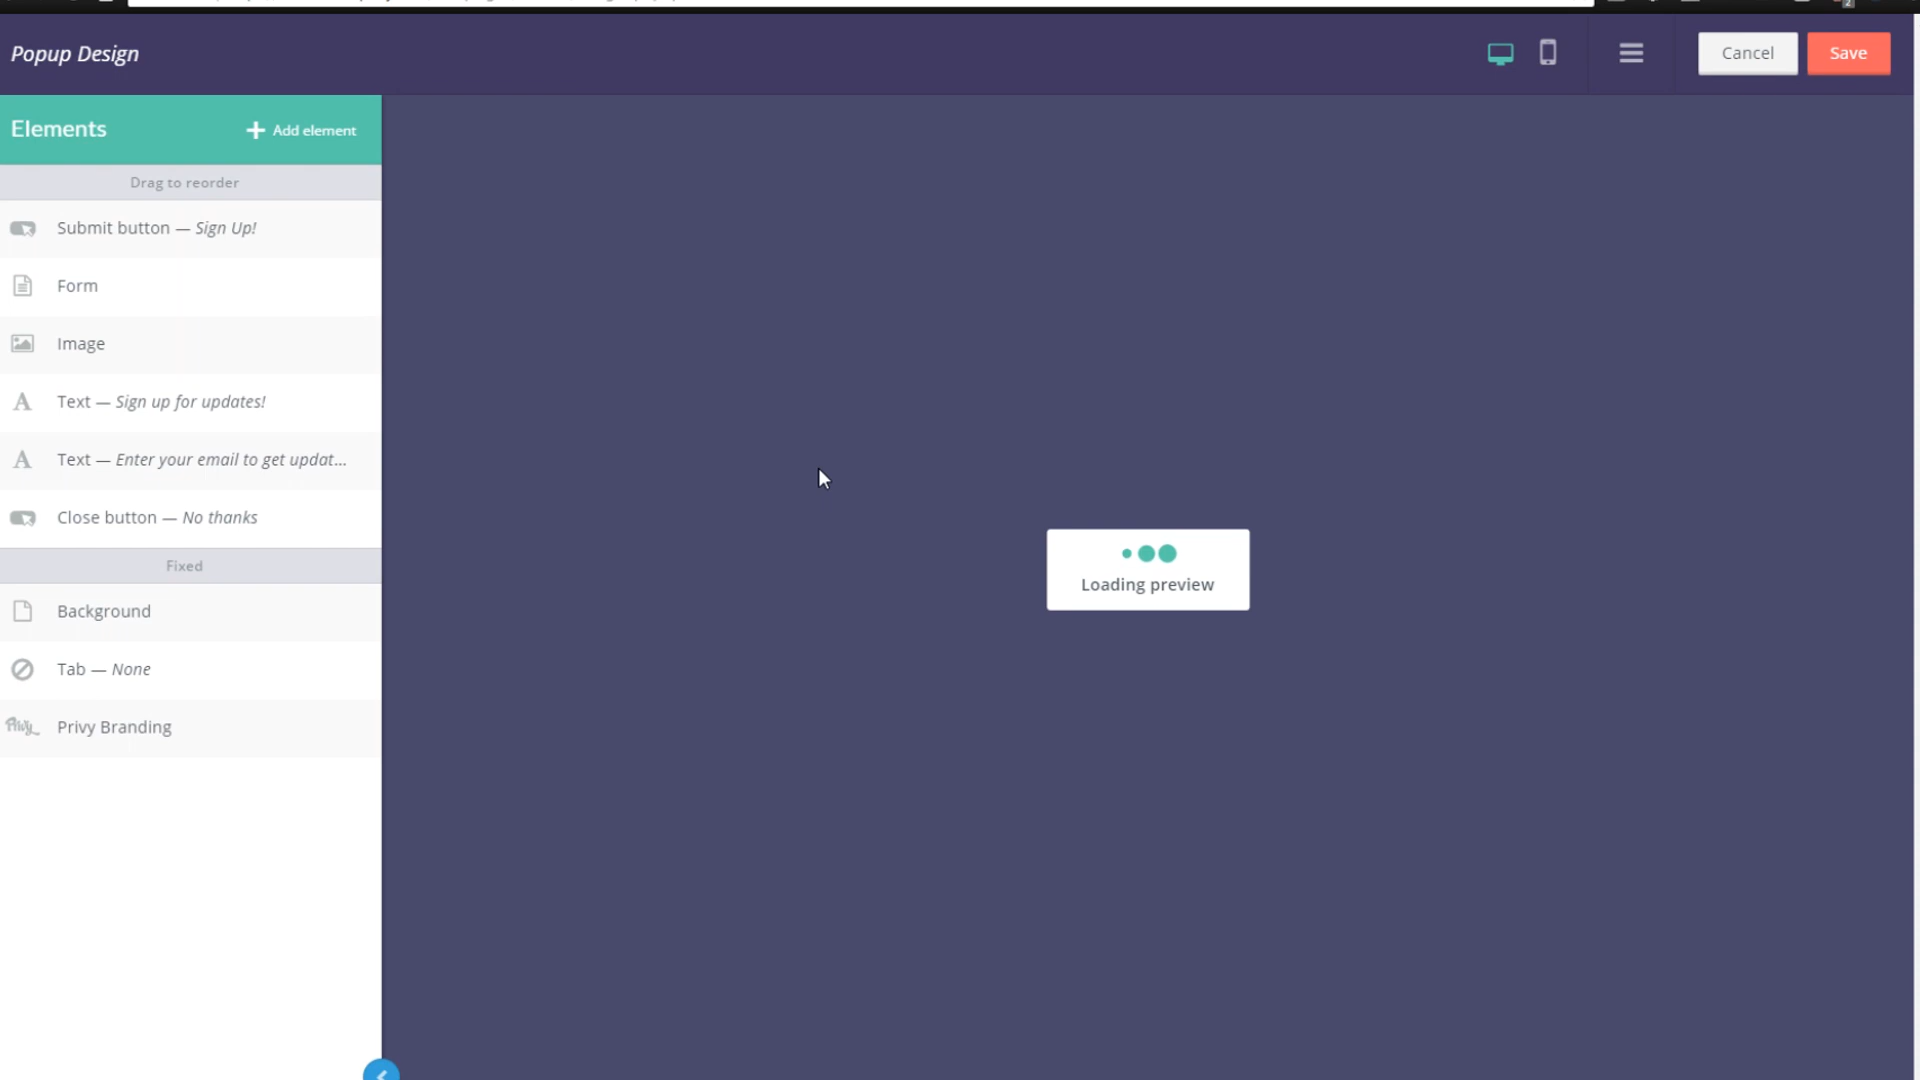 Popup Design
Cancel
Save
Elements
Add element
Drag to reorder
Submit button — Sign Up!
Form
Image
Text — Sign up for updates!
Text — Enter your email to get updat...
Close button — No thanks
Fixed
Background
Tab — None
Privy Privy Branding
Loading preview
2